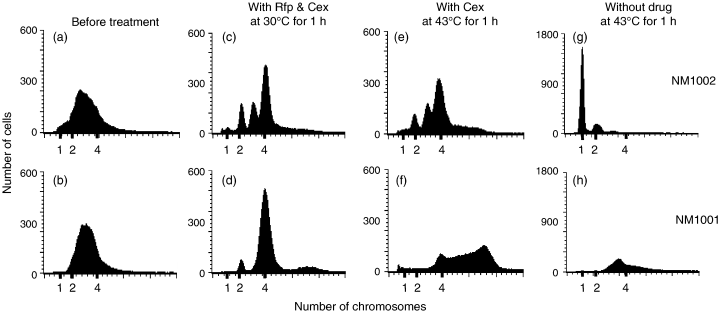 Before treatment
With Rfp & Cex
at 30°C for 1 h
With Cex
at 43°C for 1 h
Without drug
at 43°C for 1 h
(a)
(c)
(e)
(g)
600
300
0
600
300
0
600
300
0
1800
900
0
1 2 4
1 2 4
1 2 4
1 2 4
NM1002
(b)
(d)
(f)
(h)
600
300
0
600
300
0
600
300
0
1800
900
0
1 2 4
1 2 4
1 2 4
1 2 4
NM1001
Number of cells
Number of chromosomes